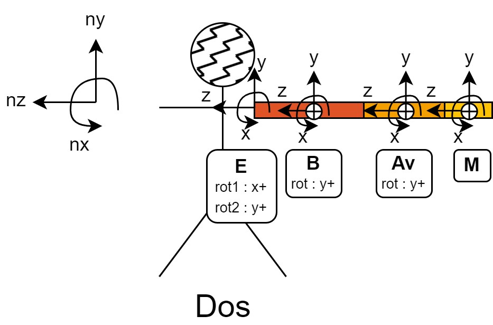 ny
nz
nx
y
z
x
y
z
x
y
z
x
y
z
x
E
rot1 : x+
rot2 : y+
B
rot : y+
Av
rot : y+
M
Dos